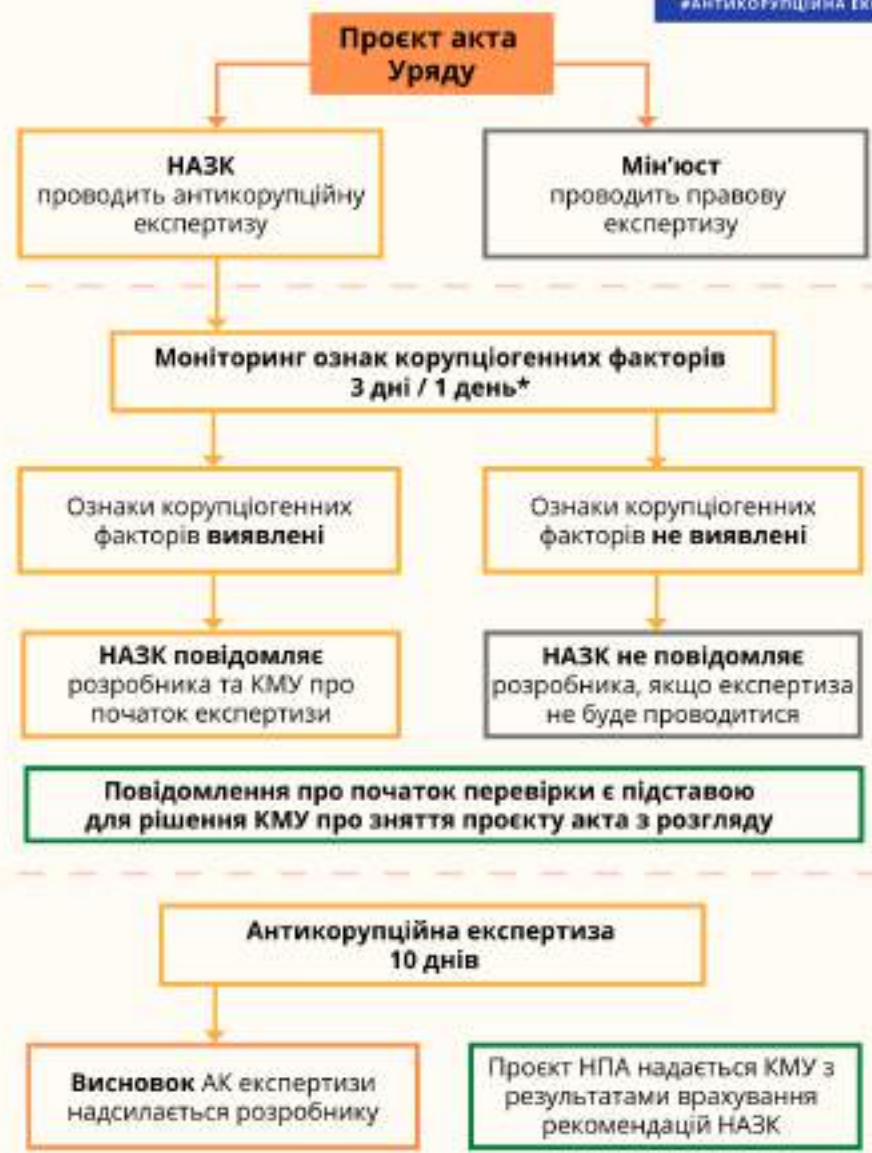 #АНТИКОРУПЦІЙНА
Проєкт акта
Уряду
НАЗК
проводить антикорупційну
експертизу
Мін'юст
проводить правову
експертизу
Моніторинг ознак корупціогенних факторів
3 дні / 1 день*
Ознаки корупціогенних
факторів виявлені
Ознаки корупціогенних
факторів не виявлені
НАЗК повідомляє
розробника та КМУ про
початок експертизи
НАЗК не повідомляє
розробника, якщо експертиза
не буде проводитися
Повідомлення про початок перевірки є підставою
для рішення КМУ про зняття проєкту акта з розгляду
Антикорупційна експертиза
10 днів
Висновок АК експертизи
надсилається розробнику
Проєкт НПА надається КМУ з
результатами врахування
рекомендацій НАЗК